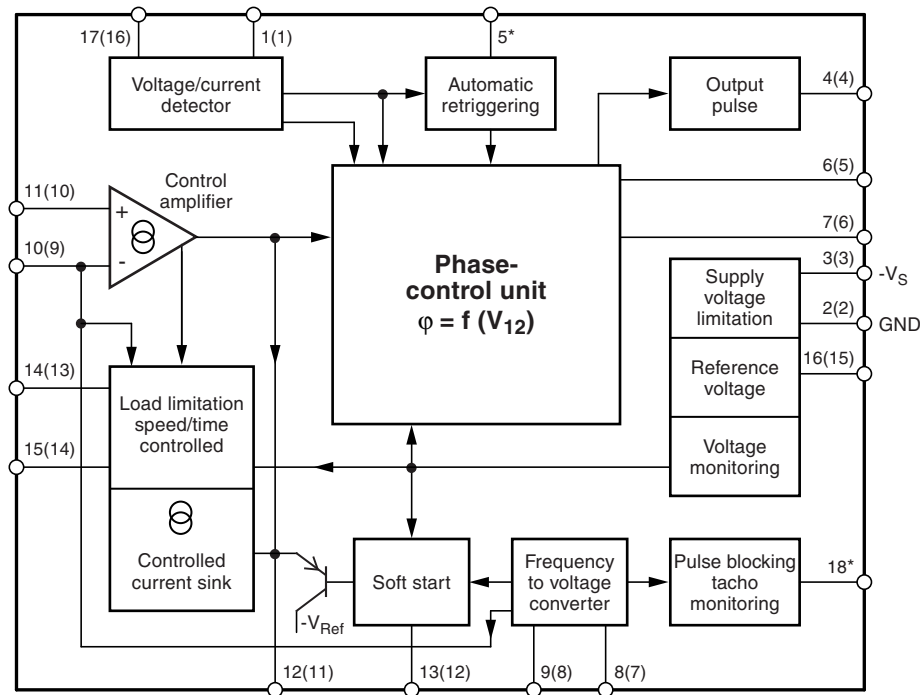 17(16)
1(1)
5*
Voltage/current
detector
Automatic
retriggering
Output
pulse
4(4)
6(5)
7(6)
11(10)
Control
amplifier
+
10(9)
-
Phase-
control unit
φ = f (V12)
Supply
voltage
limitation
3(3)
-VS
2(2)
GND
Reference
voltage
16(15)
Voltage
monitoring
14(13)
Load limitation
speed/time
controlled
15(14)
Controlled
current sink
-VRef
Soft start
Frequency
to voltage
converter
Pulse blocking
tacho
monitoring
18*
12(11)
13(12)
9(8)
8(7)